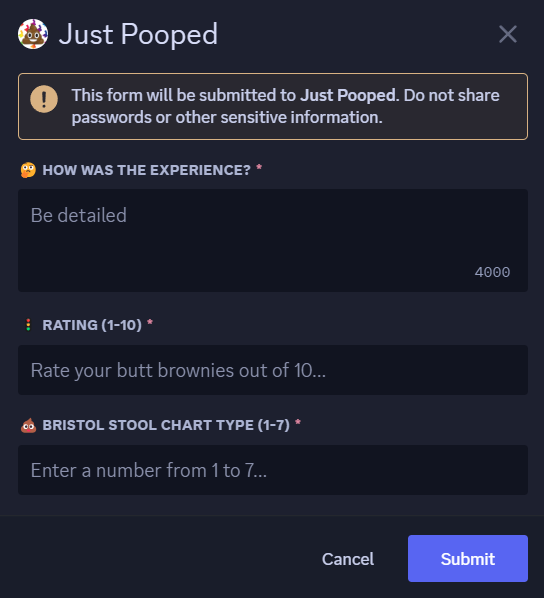 Just Pooped
This form will be submitted to Just Pooped. Do not share
passwords or other sensitive information.
HOW WAS THE EXPERIENCE? *
Be detailed
4000
RATING (1-10) *
Rate your butt brownies out of 10...
BRISTOL STOOL CHART TYPE (1-7) *
Enter a number from 1 to 7...
Cancel
Submit